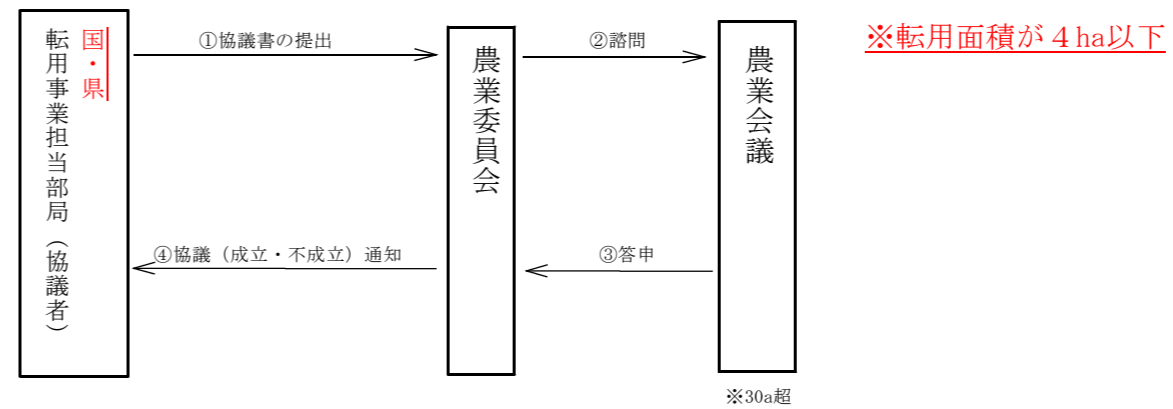 国・県
転用事業担当部局（協議者）
①協議書の提出
農業委員会
②諮問
農業会議
※転用面積が４ha以下
④協議（成立・不成立）通知
③答申
※30a超